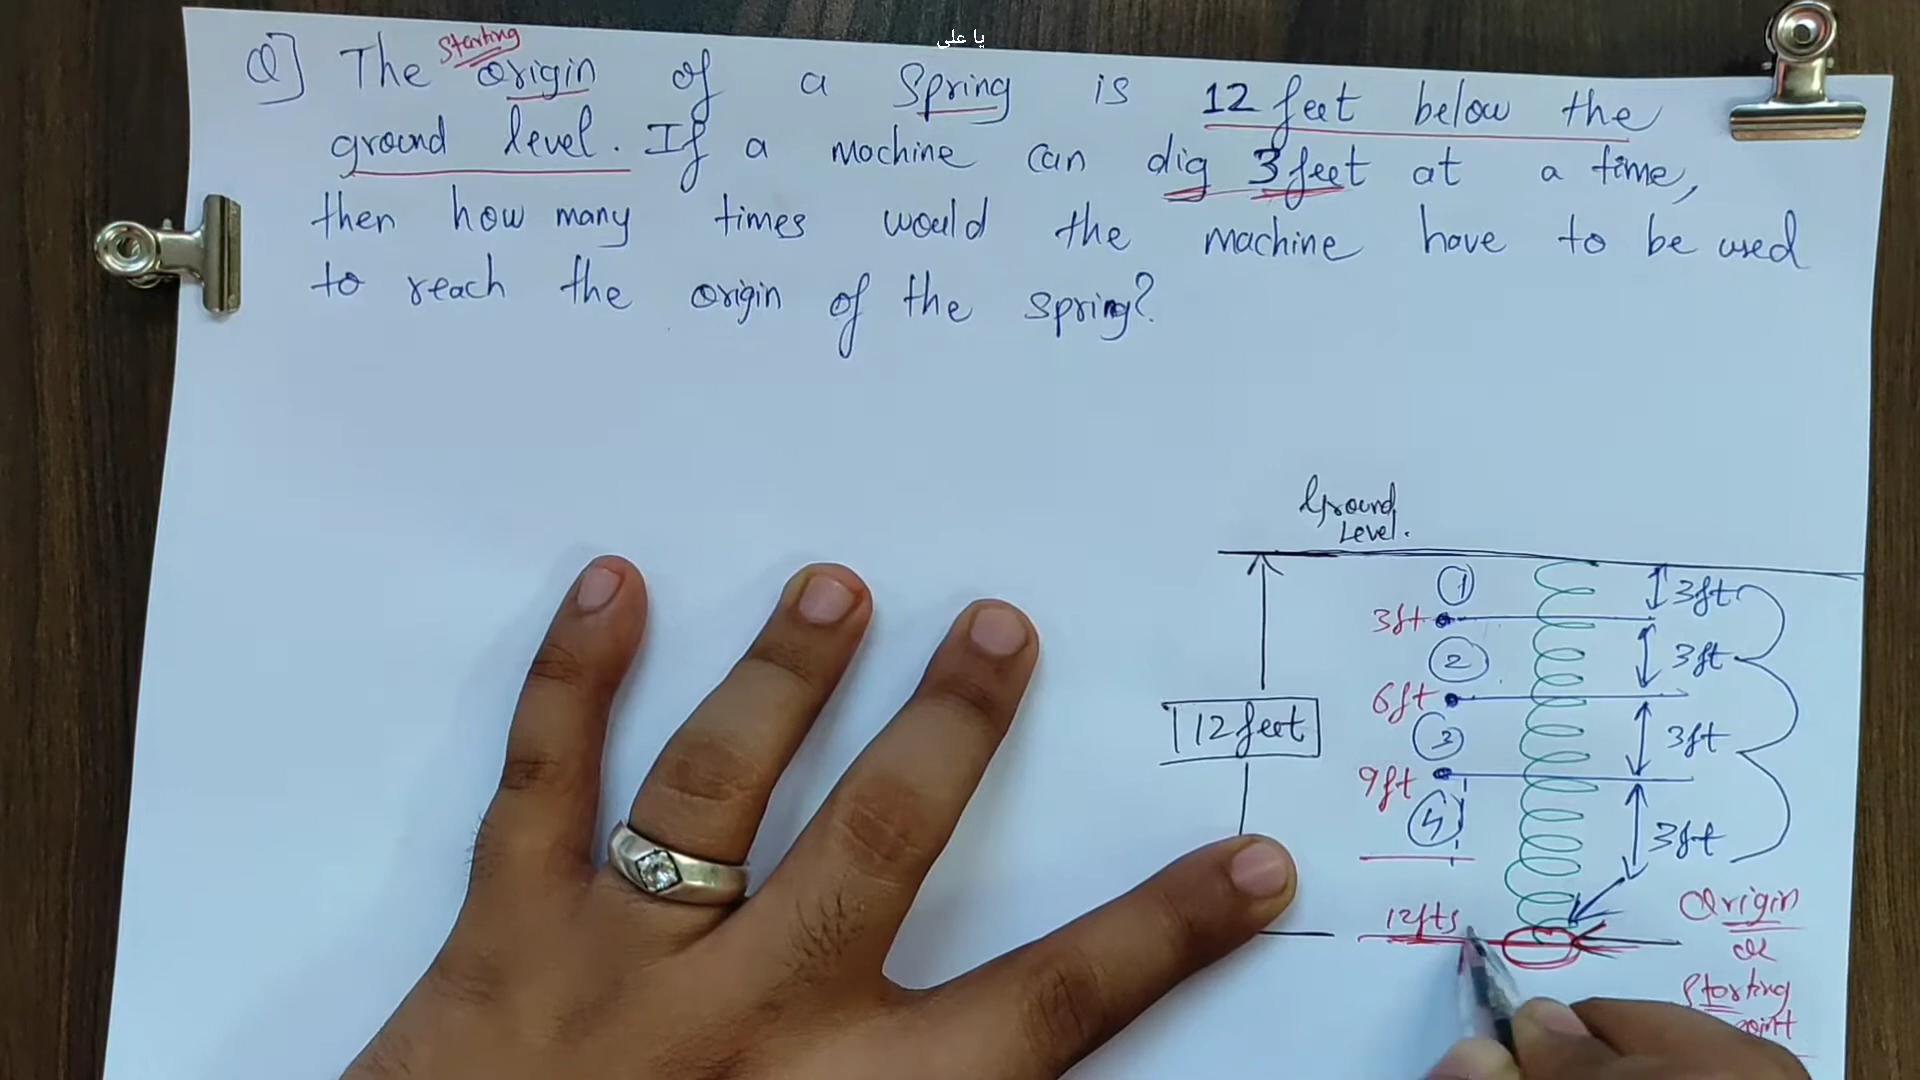 يا على
Starting
Q] The origin of a Spring is 12 feet below the
ground level. If a machine can dig 3 feet at a time,
then how many times would the machine have to be used
to reach the origin of the spring?
Ground
Level.
① 3ft
3ft
② 3ft
6ft
12 feet
③ 3ft
9ft
④ 3ft
12fts
Origin
or
Starting
point